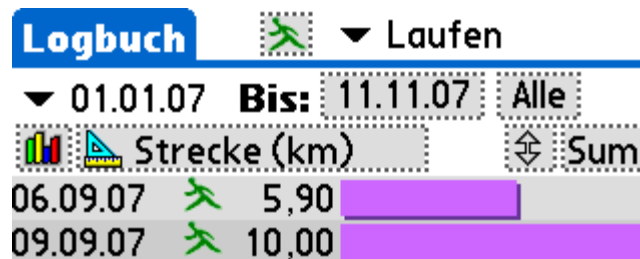 Logbuch Laufen
01.01.07 Bis: 11.11.07 Alle
Strecke (km) Sum
06.09.07 5,90
09.09.07 10,00